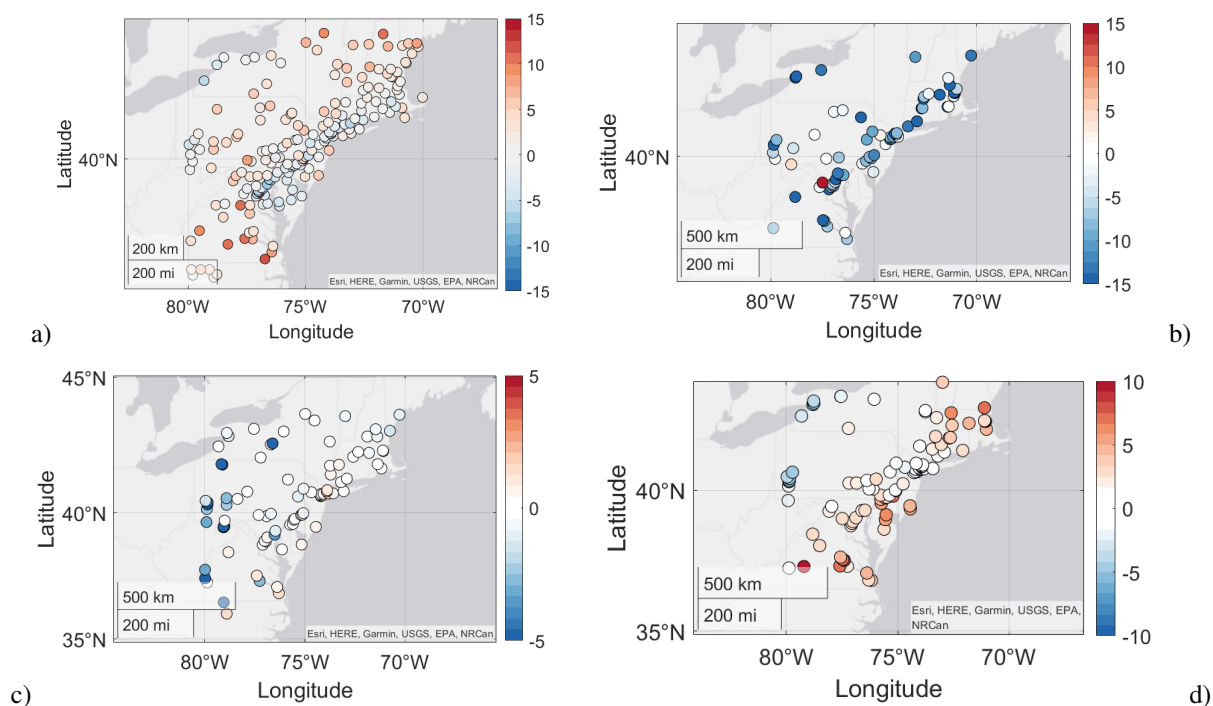 15
10
5
0
-5
-10
-15
40°N
Latitude
200 km
200 mi
Esri, HERE, Garmin, USGS, EPA, NRCan
80°W
75°W
70°W
Longitude
a)
15
10
5
0
-5
-10
-15
40°N
Latitude
500 km
200 mi
Esri, HERE, Garmin, USGS, EPA, NRCan
80°W
75°W
70°W
Longitude
b)
45°N
40°N
35°N
Latitude
5
0
-5
500 km
200 mi
Esri, HERE, Garmin, USGS, EPA, NRCan
80°W
75°W
70°W
Longitude
c)
10
5
0
-5
-10
40°N
35°N
Latitude
500 km
200 mi
Esri, HERE, Garmin, USGS, EPA,
NRCan
80°W
75°W
70°W
Longitude
d)